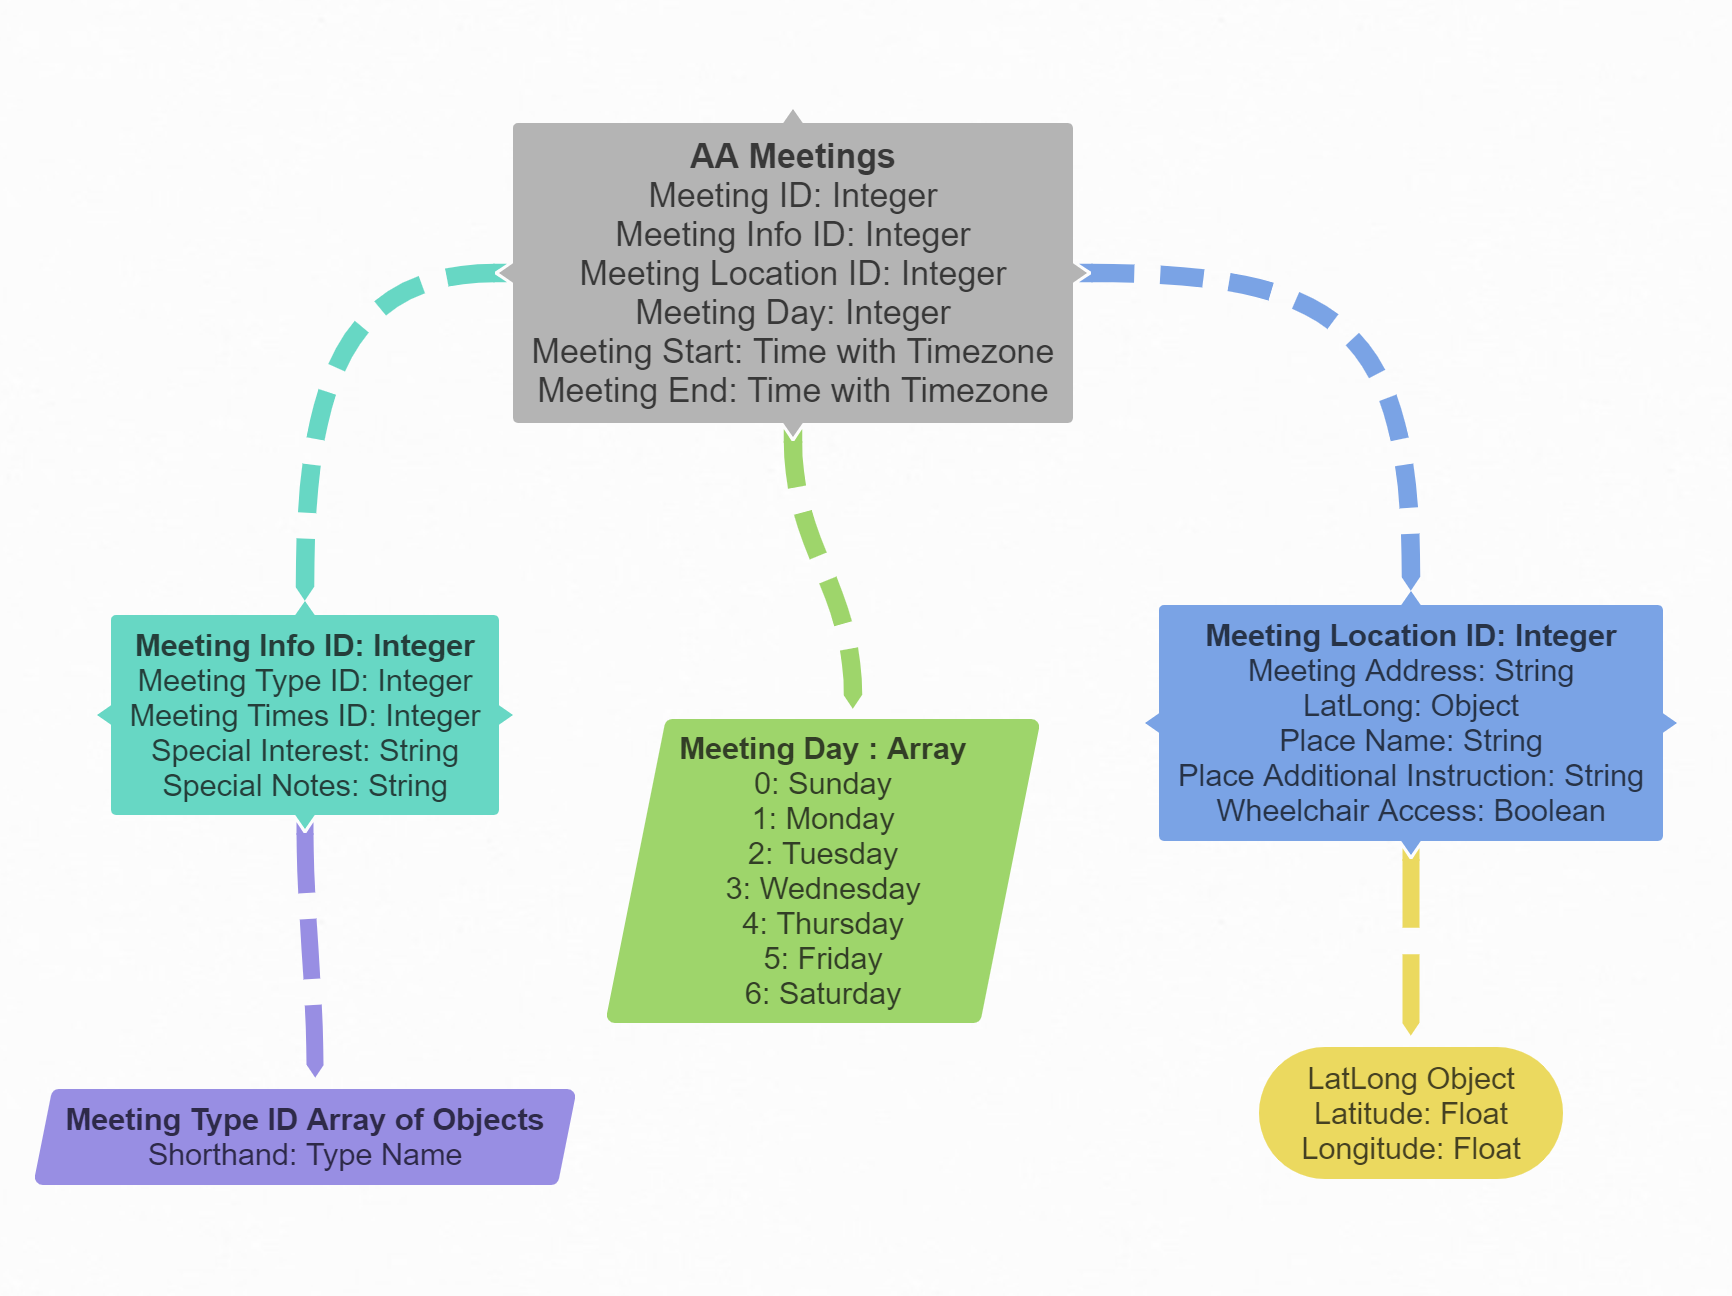 AA Meetings
Meeting ID: Integer
Meeting Info ID: Integer
Meeting Location ID: Integer
Meeting Day: Integer
Meeting Start: Time with Timezone
Meeting End: Time with Timezone
Meeting Info ID: Integer
Meeting Type ID: Integer
Meeting Times ID: Integer
Special Interest: String
Special Notes: String
Meeting Day : Array
0: Sunday
1: Monday
2: Tuesday
3: Wednesday
4: Thursday
5: Friday
6: Saturday
Meeting Location ID: Integer
Meeting Address: String
LatLong: Object
Place Name: String
Place Additional Instruction: String
Wheelchair Access: Boolean
Meeting Type ID Array of Objects
Shorthand: Type Name
LatLong Object
Latitude: Float
Longitude: Float